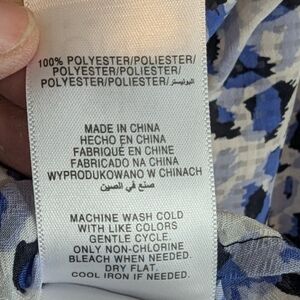 100% POLYESTER/POLIESTER/
POLYESTER/POLIESTER/
POLYESTER/POLIESTER/ البوليستر
MADE IN CHINA
HECHO EN CHINA
FABRIQUÉ EN CHINE
FABRICADO NA CHINA
WYPRODUKOWANO W CHINACH
صنع في الصين
MACHINE WASH COLD
WITH LIKE COLORS
GENTLE CYCLE.
ONLY NON-CHLORINE
BLEACH WHEN NEEDED.
DRY FLAT.
COOL IRON IF NEEDED.